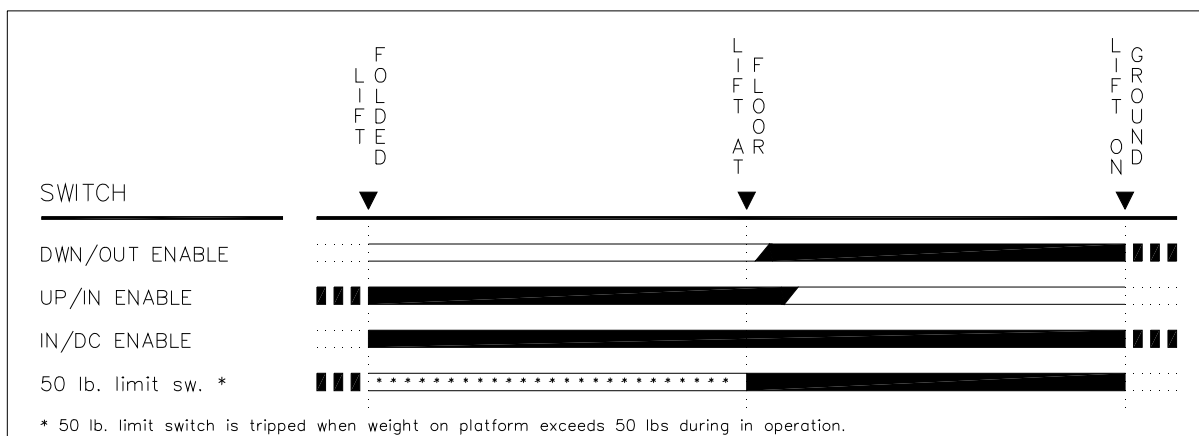 LIFT FOLDED
LIFT AT FLOOR
LIFT ON GROUND
SWITCH
DWN/OUT ENABLE
UP/IN ENABLE
IN/DC ENABLE
50 lb. limit sw. *
* * * * * * * * * * * * * * * * * * * * * * * * *
* 50 lb. limit switch is tripped when weight on platform exceeds 50 lbs during in operation.